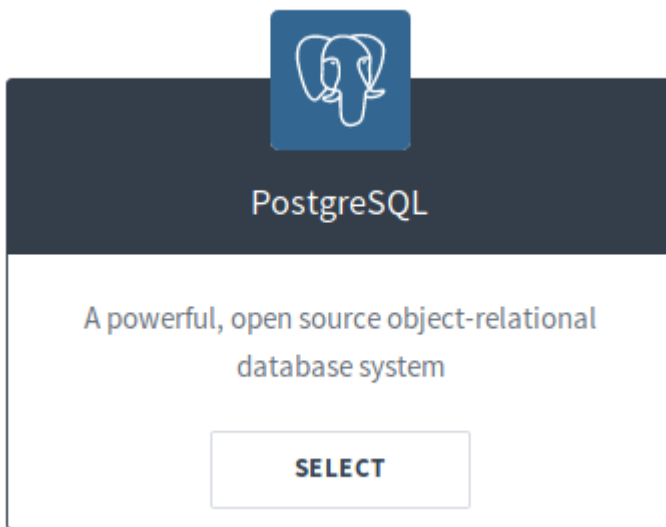 PostgreSQL
A powerful, open source object-relational
database system
SELECT